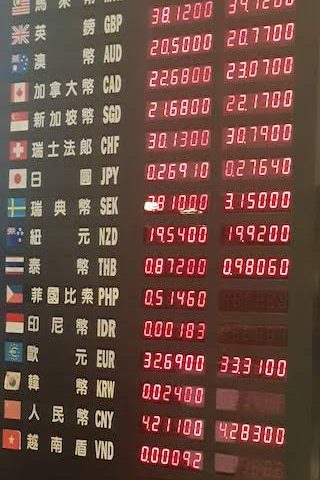 英 鎊 GBP 38.1200
澳 幣 AUD 20.5000 20.7700
加拿大幣 CAD 22.6800 23.0700
新加坡幣 SGD 21.6800 22.1700
瑞士法郎 CHF 30.1300 30.7900
日 圓 JPY 0.26910 0.27640
瑞 典 幣 SEK 3.15000
紐 元 NZD 19.5400 19.9200
泰 幣 THB 0.87200 0.98060
菲國比索 PHP 0.51460
印 尼 幣 IDR 0.00183
歐 元 EUR 32.6900 33.3100
韓 幣 KRW 0.02400
人 民 幣 CNY 4.21100 4.28300
越 南 盾 VND 0.00092